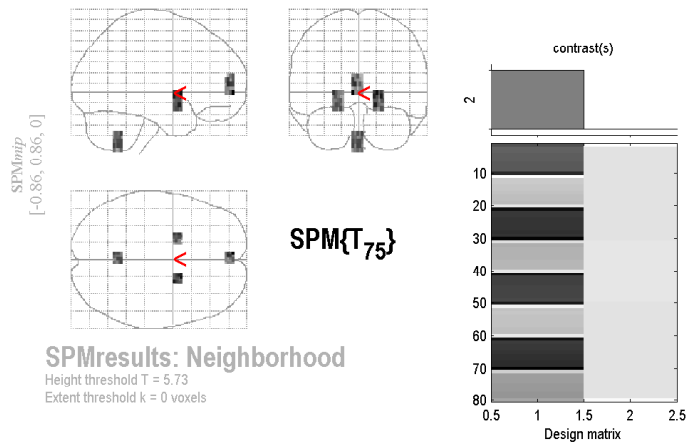 contrast(s)
2
SPMmip
[-0.86, 0.86, 0]
<
<
<
SPM{T75}
SPMresults: Neighborhood
Height threshold T = 5.73
Extent threshold k = 0 voxels
10
20
30
40
50
60
70
80
0.5 1 1.5 2 2.5
Design matrix